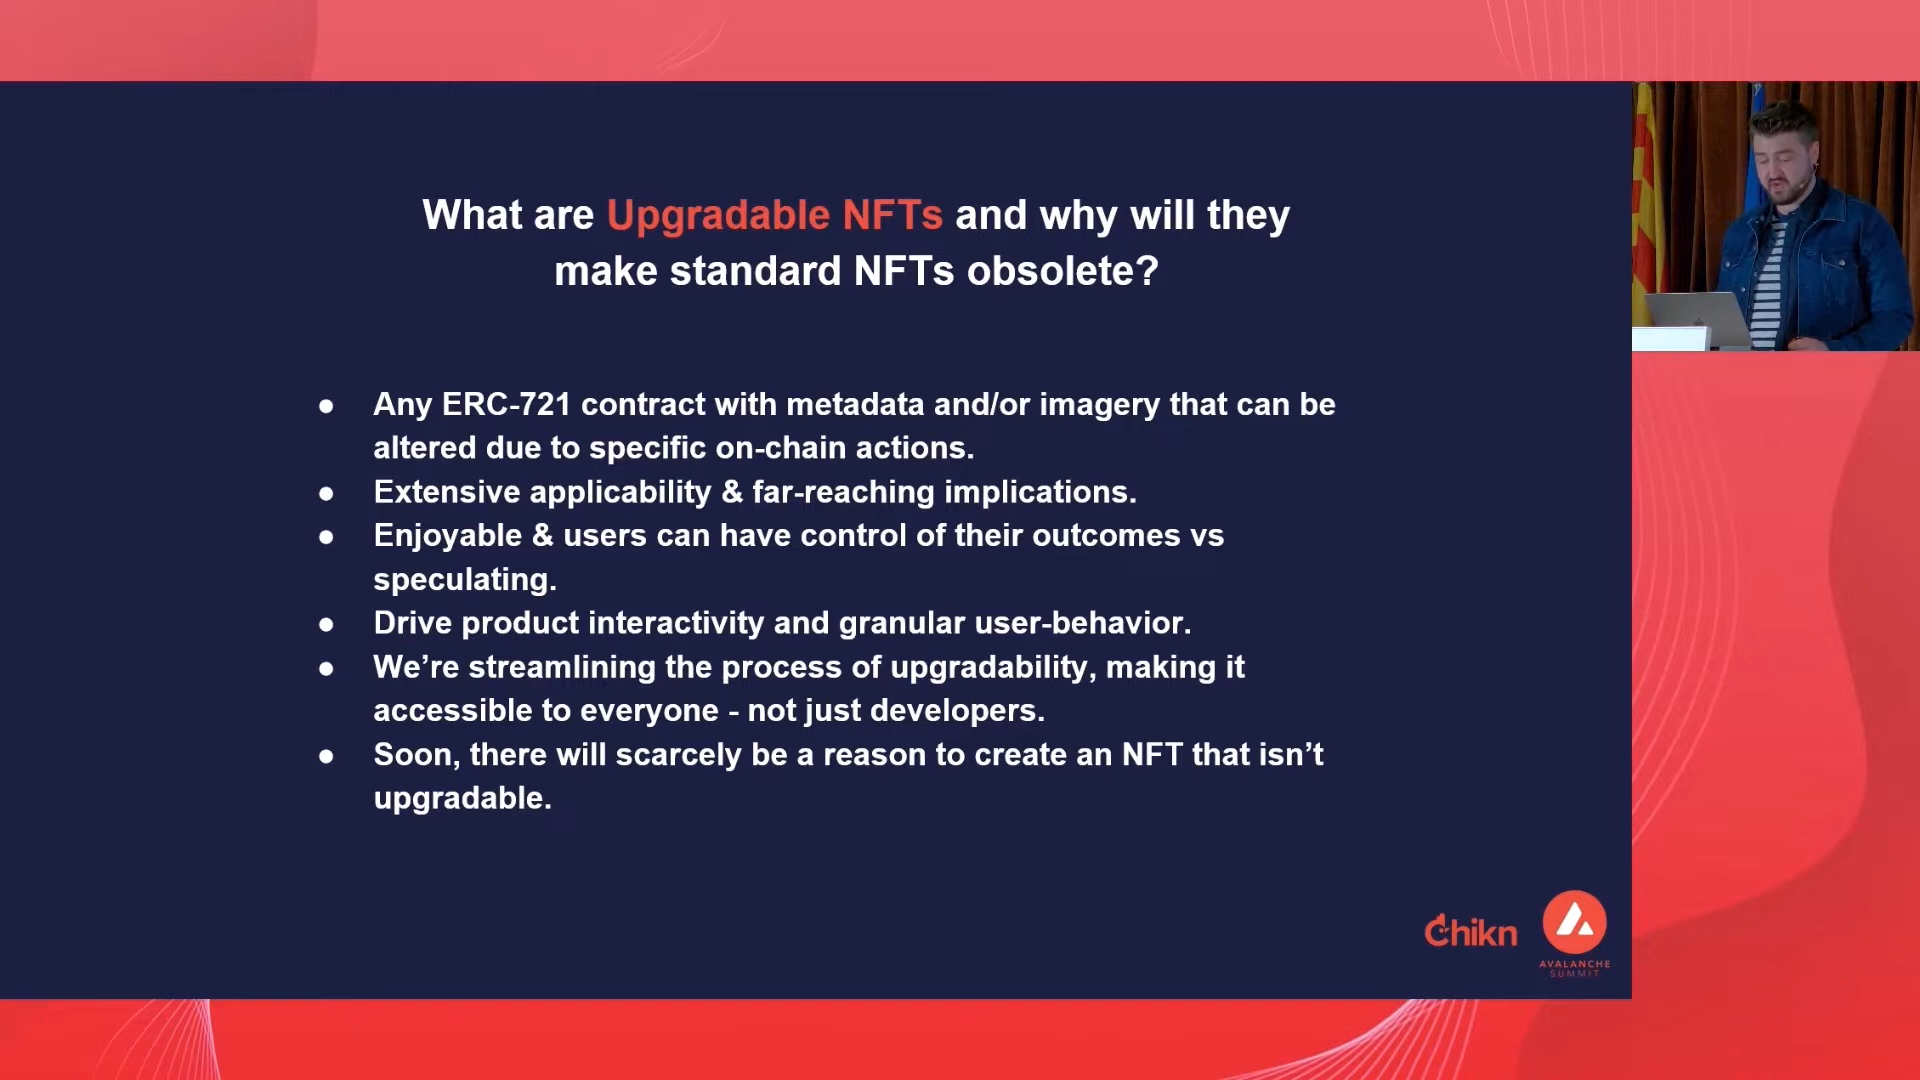 What are Upgradable NFTs and why will they
make standard NFTs obsolete?
● Any ERC-721 contract with metadata and/or imagery that can be
altered due to specific on-chain actions.
● Extensive applicability & far-reaching implications.
● Enjoyable & users can have control of their outcomes vs
speculating.
● Drive product interactivity and granular user-behavior.
● We’re streamlining the process of upgradability, making it
accessible to everyone - not just developers.
● Soon, there will scarcely be a reason to create an NFT that isn’t
upgradable.
Chikn
AVALANCHE
SUMMIT